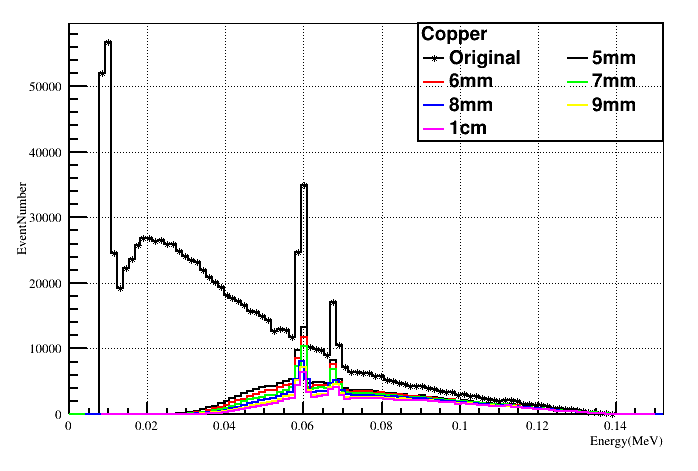 Copper
Original 5mm
6mm 7mm
8mm 9mm
1cm
EventNumber
50000
40000
30000
20000
10000
0
0 0.02 0.04 0.06 0.08 0.1 0.12 0.14
Energy(MeV)